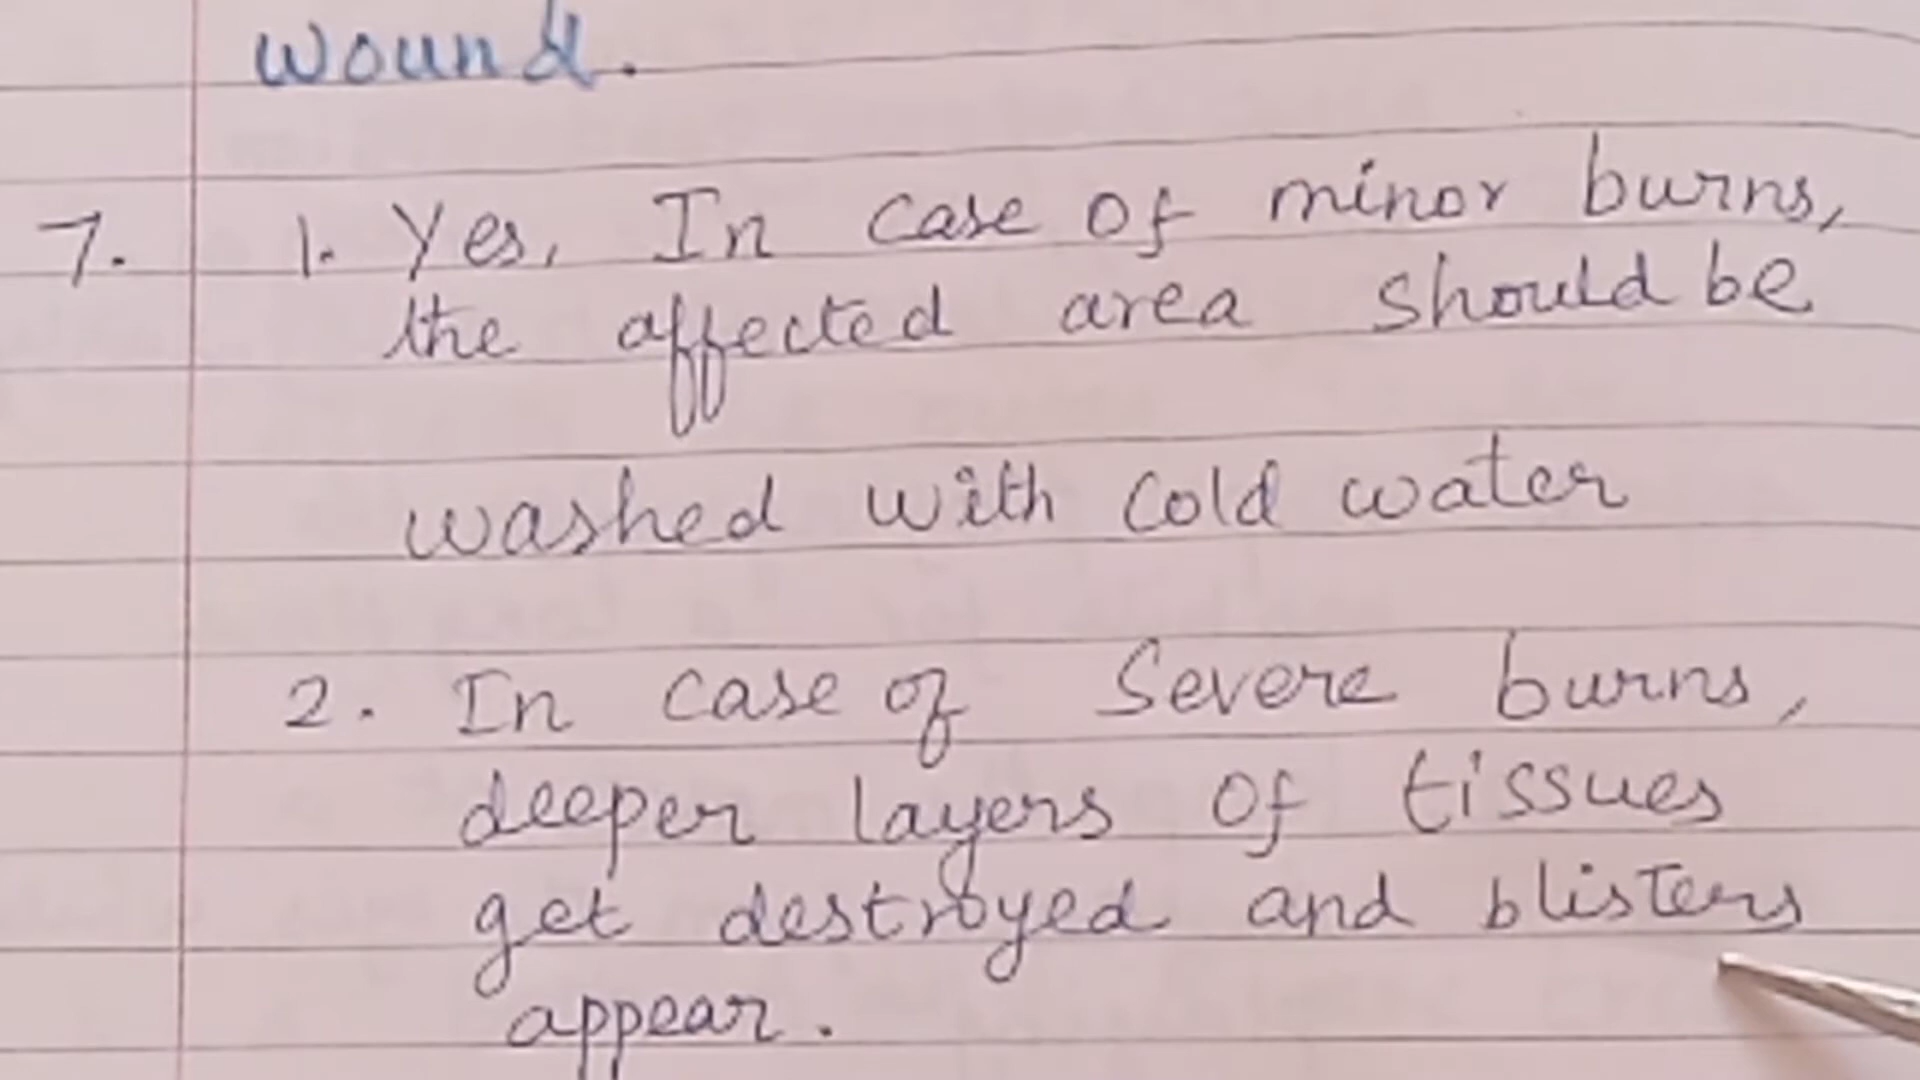 wound.
7. 1. Yes, In case of minor burns,
the affected area should be
washed with cold water
2. In case of severe burns,
deeper layers of tissues
get destroyed and blisters
appear.